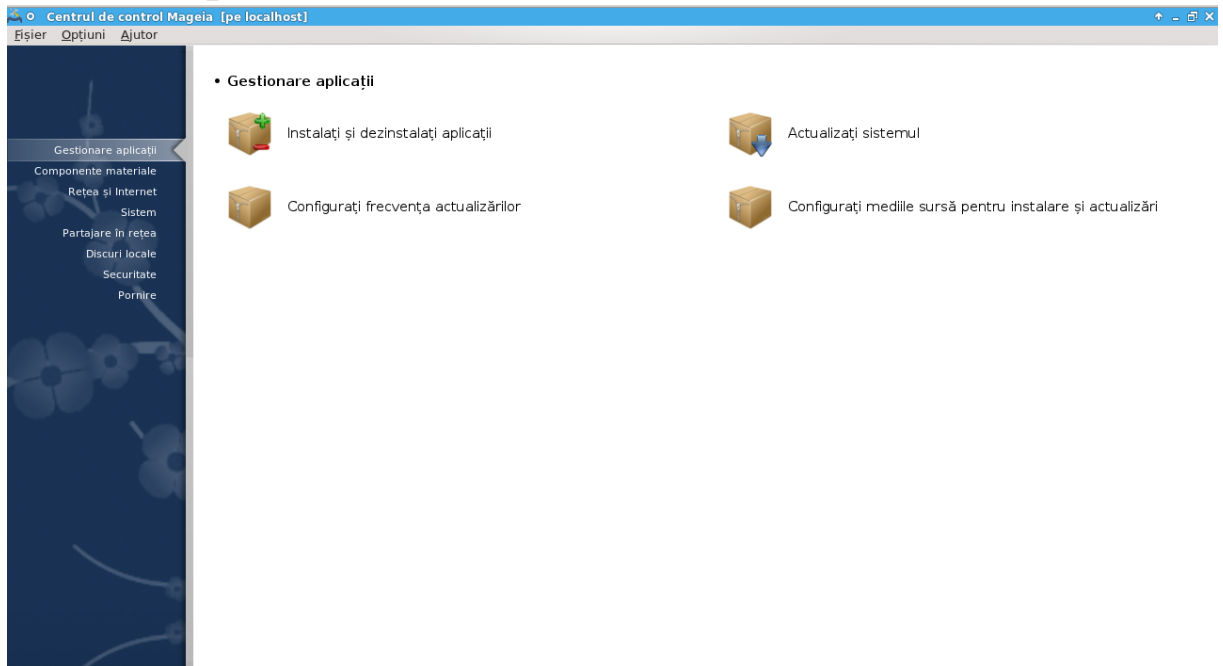 Centrul de control Mageia [pe localhost]
Fișier Opțiuni Ajutor
• Gestionare aplicații
Instalați și dezinstalați aplicații
Actualizați sistemul
Configurați frecvența actualizărilor
Configurați mediile sursă pentru instalare și actualizări
Gestionare aplicații
Componente materiale
Rețea și Internet
Sistem
Partajare în rețea
Discuri locale
Securitate
Pornire